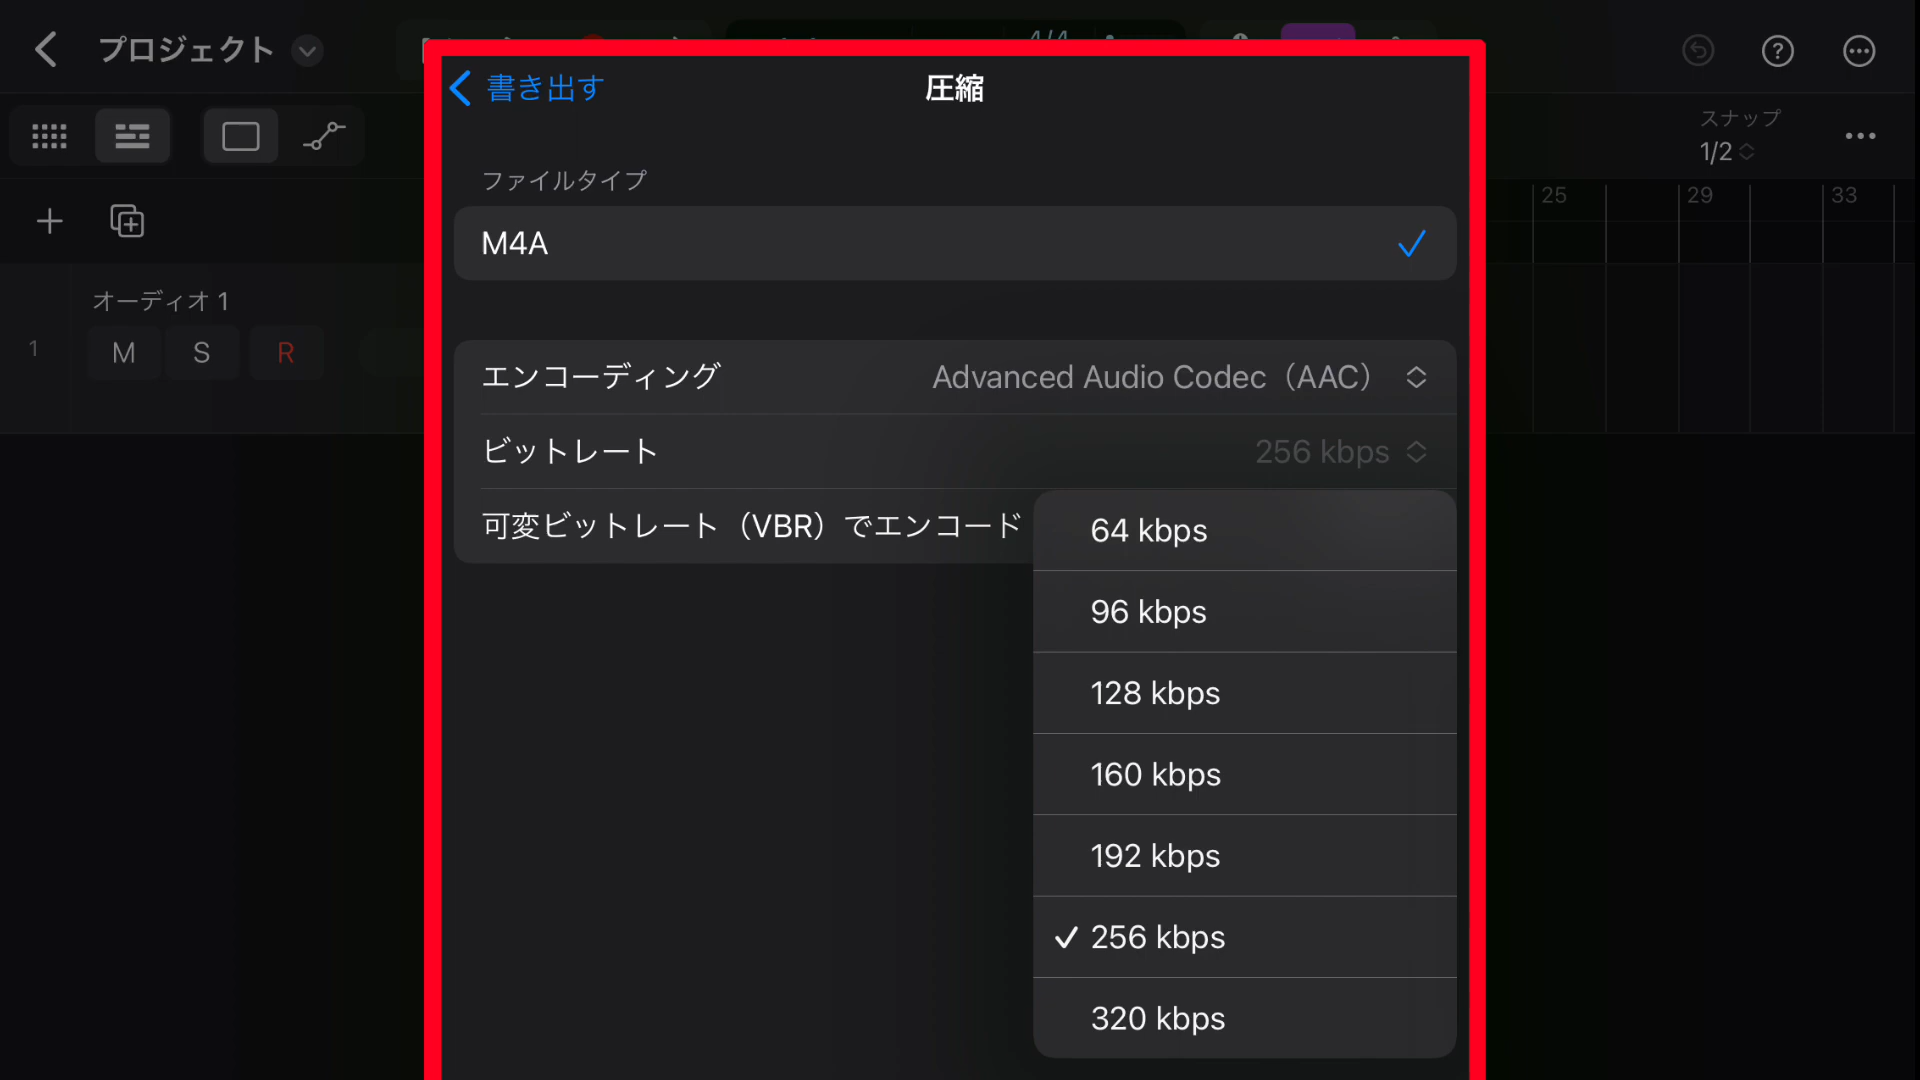 プロジェクト
圧縮
書き出す
ファイルタイプ
M4A
エンコーディング Advanced Audio Codec（AAC）
ビットレート 256 kbps
可変ビットレート（VBR）でエンコード
64 kbps
96 kbps
128 kbps
160 kbps
192 kbps
256 kbps
320 kbps
スナップ
1/2
25 29 33
オーディオ 1
1
M S R
4/4